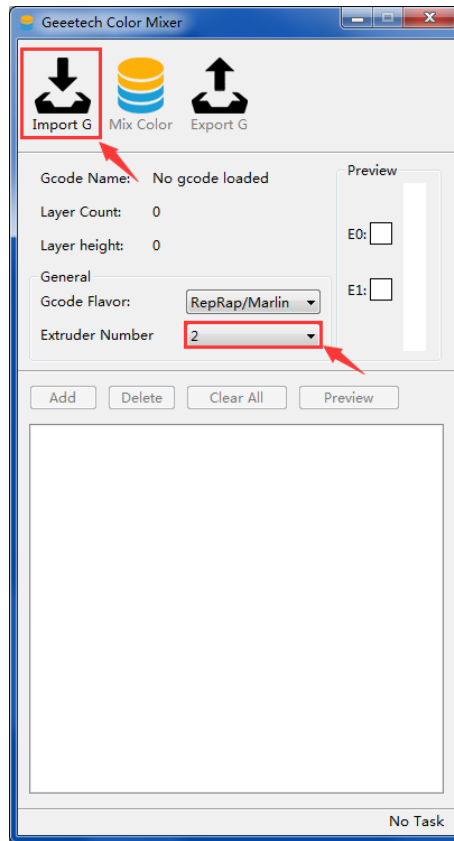 Geeetech Color Mixer
Import G Mix Color Export G
Gcode Name: No gcode loaded
Layer Count: 0
Layer height: 0
General
Gcode Flavor: RepRap/Marlin
Extruder Number 2
Preview
E0:
E1:
Add Delete Clear All Preview
No Task